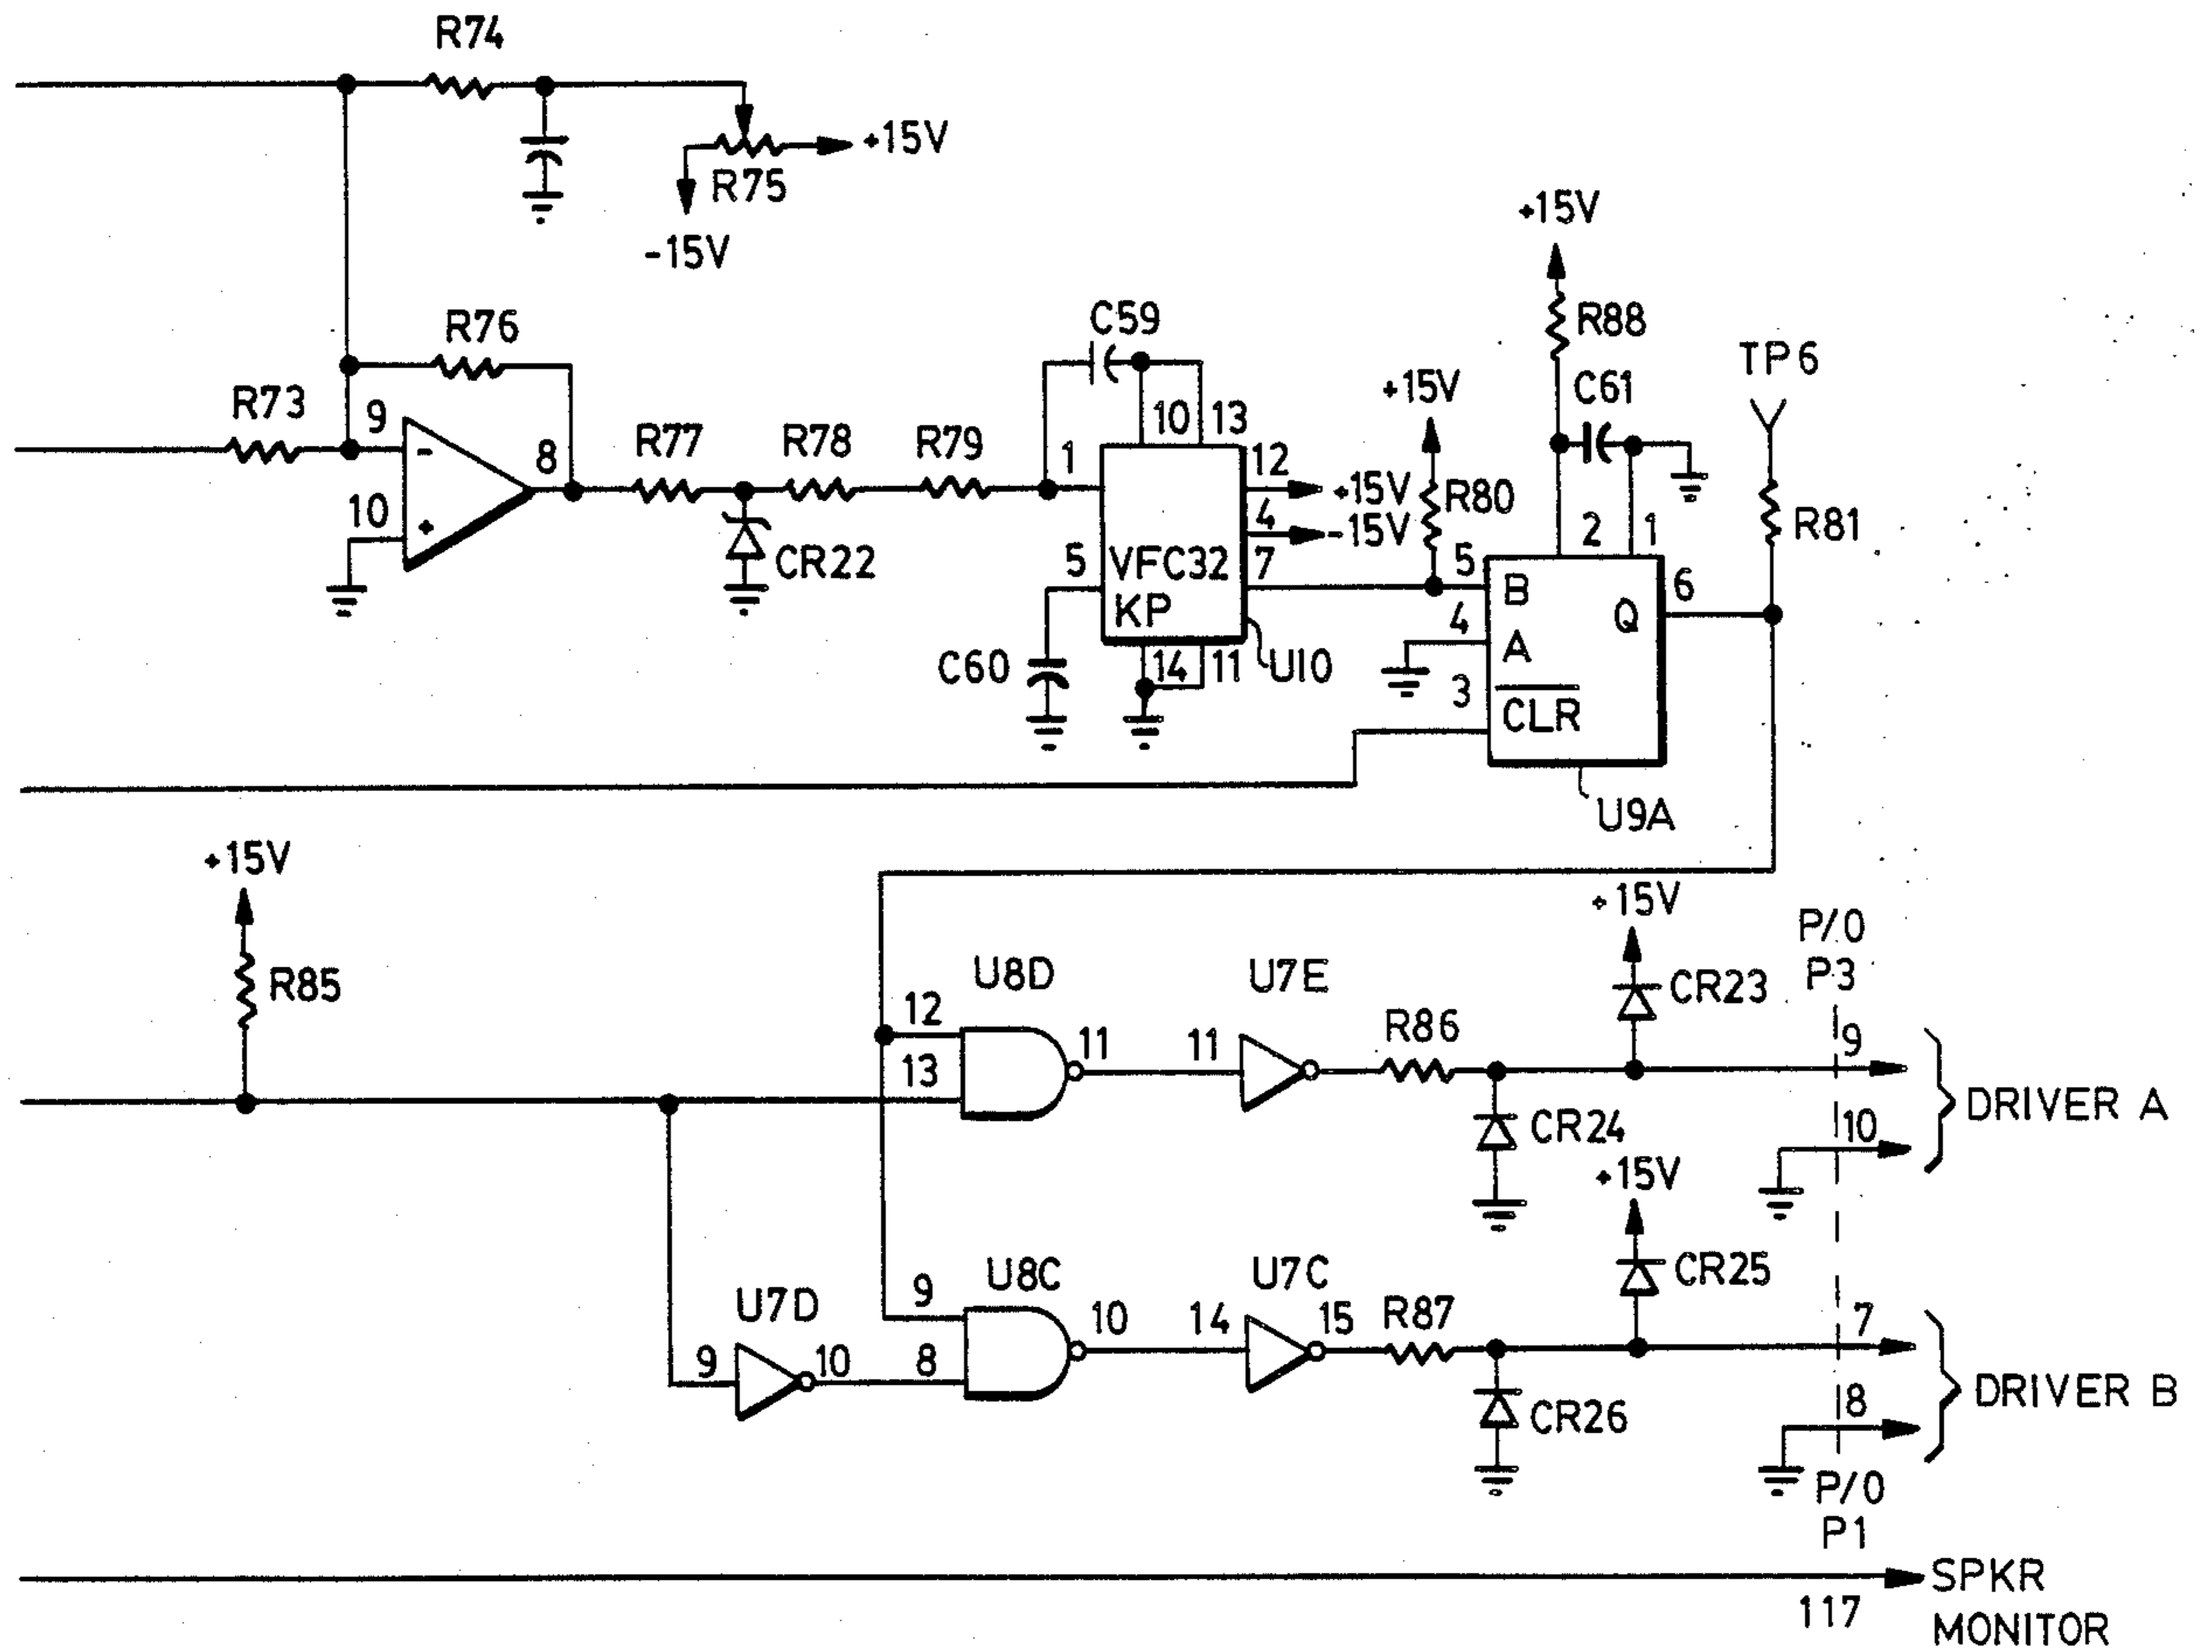 R74
+15V
R75
-15V
+15V
R76
C59
R88
TP6
R73
9
+15V
C61
10
13
8
R77
R78
R79
1
12
+15V
R80
10
4
-15V
2
1
R81
CR22
5
VFC32
7
5
B
6
KP
4
Q
C60
14
11
U10
A
3
CLR
U9A
+15V
+15V
P/O
P3
R85
U8D
U7E
CR23
12
R86
9
13
11
11
DRIVER A
CR24
10
+15V
U7D
U8C
U7C
CR25
9
10
14
15
R87
7
9
10
8
DRIVER B
CR26
8
P/O
P1
SPKR
117
MONITOR